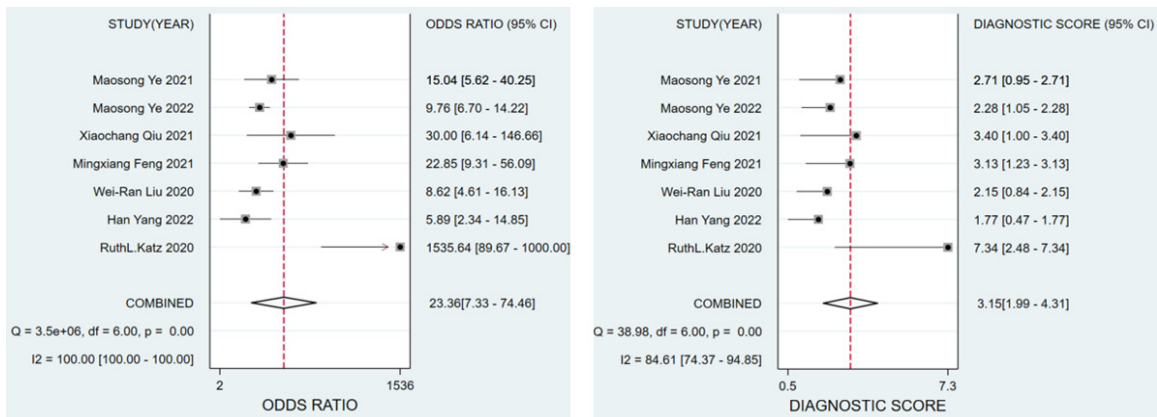 STUDY(YEAR) ODDS RATIO (95% CI)
Maosong Ye 2021 15.04 [5.62 - 40.25]
Maosong Ye 2022 9.76 [6.70 - 14.22]
Xiaochang Qiu 2021 30.00 [6.14 - 146.66]
Mingxiang Feng 2021 22.85 [9.31 - 56.09]
Wei-Ran Liu 2020 8.62 [4.61 - 16.13]
Han Yang 2022 5.89 [2.34 - 14.85]
RuthL.Katz 2020 1535.64 [89.67 - 1000.00]
COMBINED 23.36[7.33 - 74.46]
Q = 3.5e+06, df = 6.00, p = 0.00
I2 = 100.00 [100.00 - 100.00]
2 1536
ODDS RATIO
STUDY(YEAR) DIAGNOSTIC SCORE (95% CI)
Maosong Ye 2021 2.71 [0.95 - 2.71]
Maosong Ye 2022 2.28 [1.05 - 2.28]
Xiaochang Qiu 2021 3.40 [1.00 - 3.40]
Mingxiang Feng 2021 3.13 [1.23 - 3.13]
Wei-Ran Liu 2020 2.15 [0.84 - 2.15]
Han Yang 2022 1.77 [0.47 - 1.77]
RuthL.Katz 2020 7.34 [2.48 - 7.34]
COMBINED 3.15[1.99 - 4.31]
Q = 38.98, df = 6.00, p = 0.00
I2 = 84.61 [74.37 - 94.85]
0.5 7.3
DIAGNOSTIC SCORE